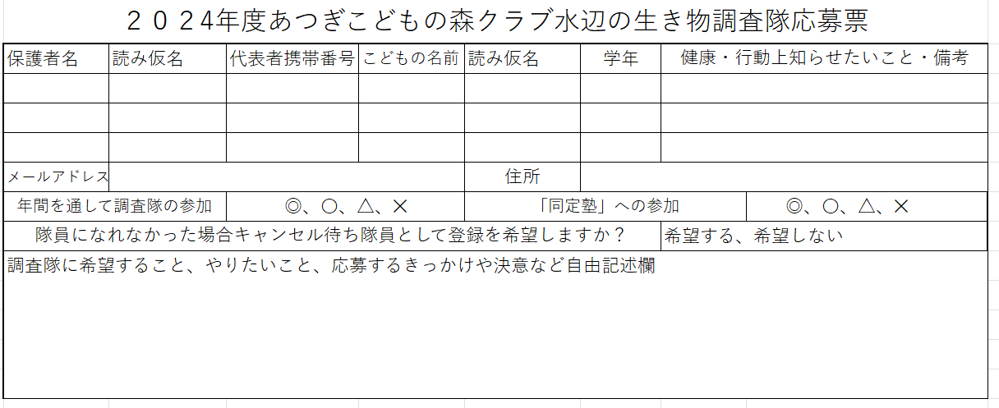 ２０２4年度あつぎこどもの森クラブ水辺の生き物調査隊応募票
保護者名 読み仮名 代表者携帯番号 こどもの名前 読み仮名 学年 健康・行動上知らせたいこと・備考
メールアドレス 住所
年間を通して調査隊の参加 ◎、〇、△、× 「同定塾」への参加 ◎、〇、△、×
隊員になれなかった場合キャンセル待ち隊員として登録を希望しますか？ 希望する、希望しない
調査隊に希望すること、やりたいこと、応募するきっかけや決意など自由記述欄